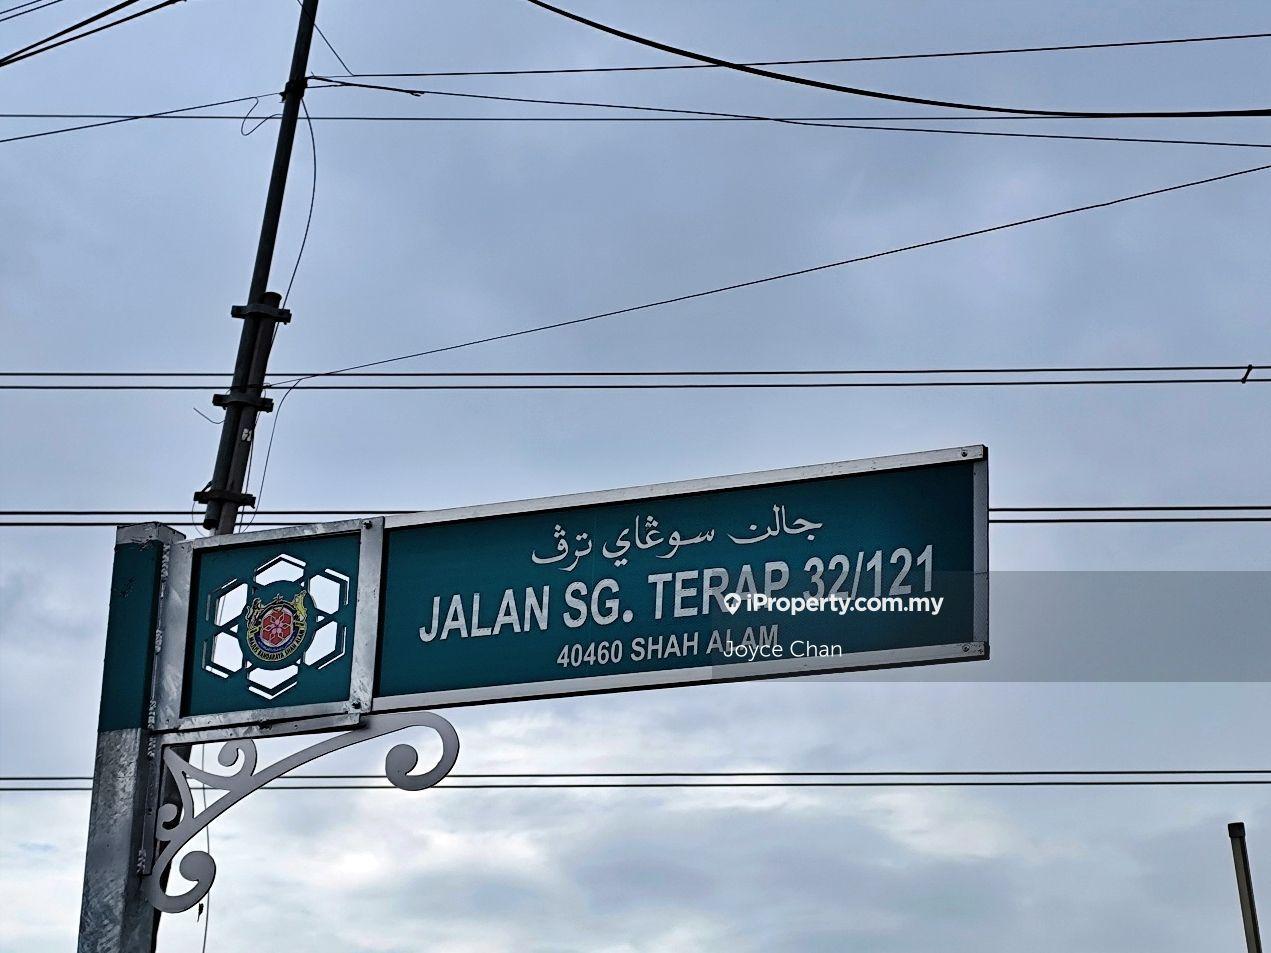 جالن سوڠاي ترڤ
JALAN SG. TERAP 32/121
40460 SHAH ALAM
iProperty.com.my
Joyce Chan